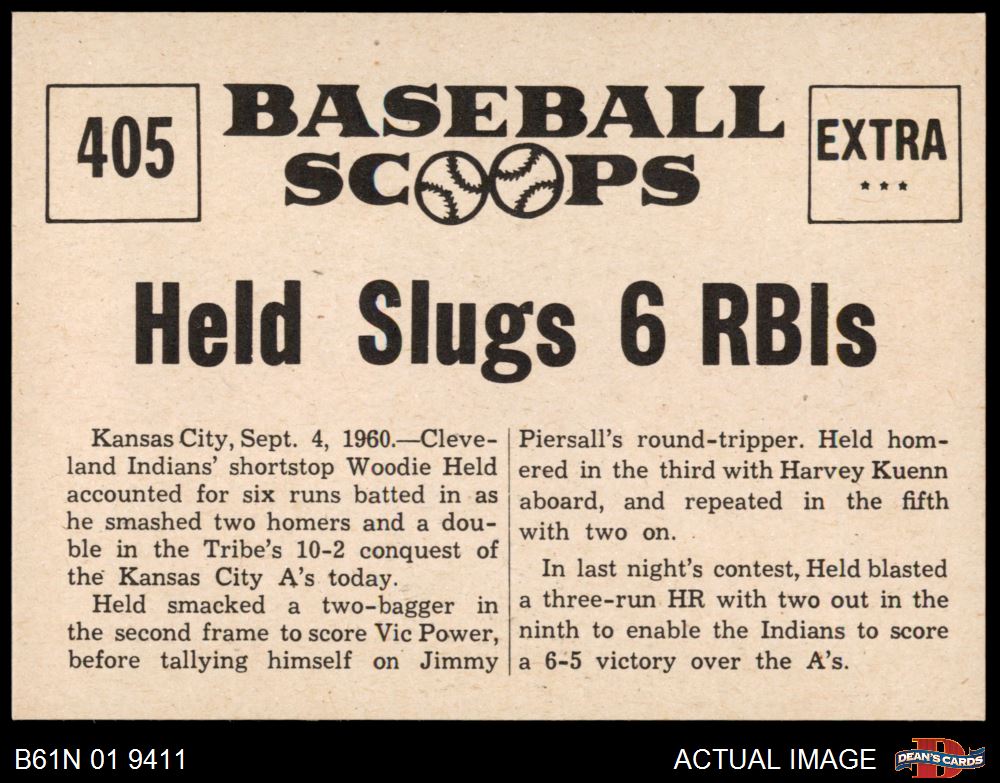 405
BASEBALL
SCOOPS
EXTRA
Held Slugs 6 RBIs
Kansas City, Sept. 4, 1960.—Cleve-
land Indians' shortstop Woodie Held
accounted for six runs batted in as
he smashed two homers and a dou-
ble in the Tribe's 10-2 conquest of
the Kansas City A's today.
Held smacked a two-bagger in
the second frame to score Vic Power,
before tallying himself on Jimmy
Piersall's round-tripper. Held hom-
ered in the third with Harvey Kuenn
aboard, and repeated in the fifth
with two on.
In last night's contest, Held blasted
a three-run HR with two out in the
ninth to enable the Indians to score
a 6-5 victory over the A's.
B61N 01 9411
ACTUAL IMAGE
DEAN'S CARDS